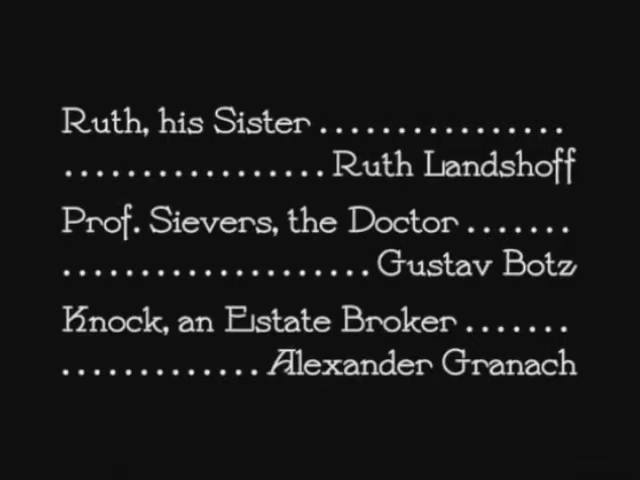 Ruth, his Sister .................
.................. Ruth Landshoff
Prof. Sievers, the Doctor .......
..................... Gustav Botz
Knock, an Estate Broker .......
.............. Alexander Granach